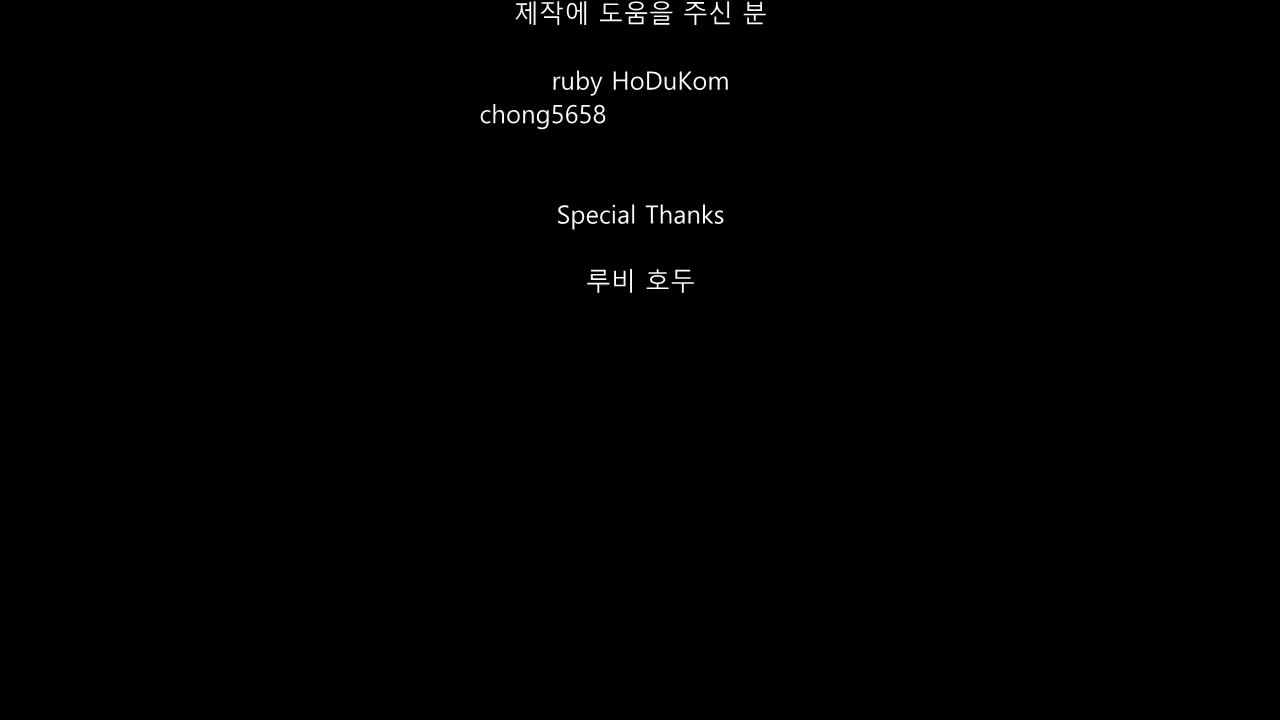 제작에 도움을 주신 분
ruby HoDuKom
chong5658
Special Thanks
루비 호두